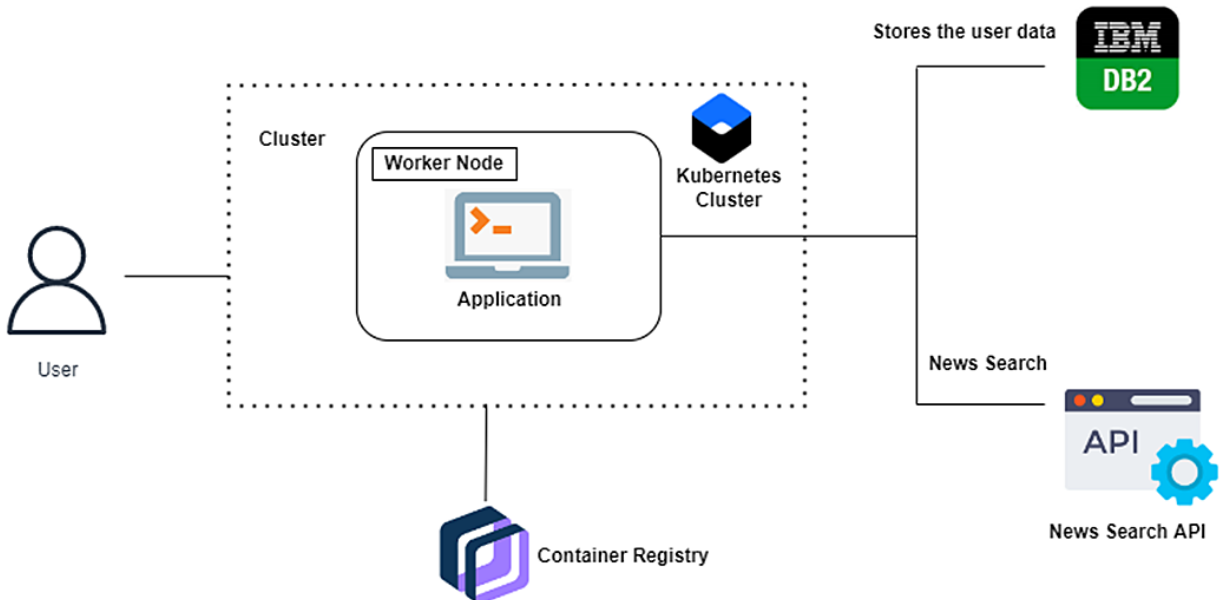 Stores the user data
IBM
DB2
Cluster
Worker Node
Kubernetes
Cluster
Application
User
News Search
API
News Search API
Container Registry